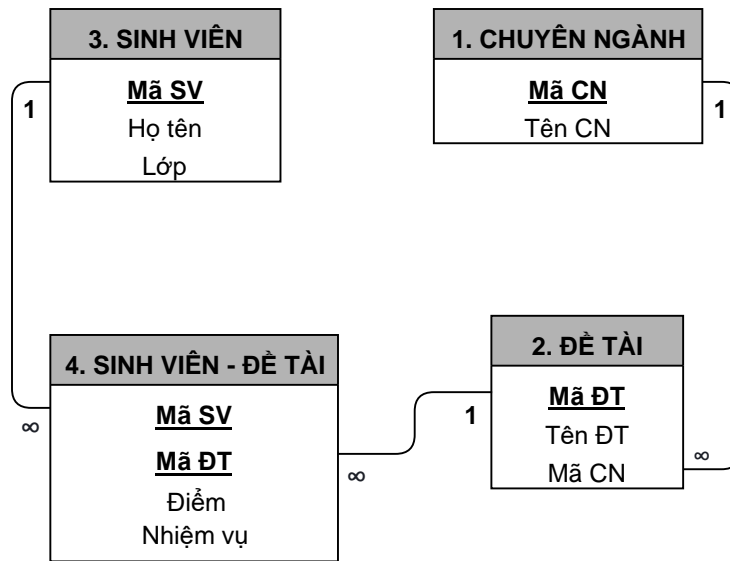 3. SINH VIÊN
Mã SV
Họ tên
Lớp
1
1. CHUYÊN NGÀNH
Mã CN
Tên CN
1
4. SINH VIÊN - ĐỀ TÀI
Mã SV
Mã ĐT
Điểm
Nhiệm vụ
∞
∞
2. ĐỀ TÀI
Mã ĐT
Tên ĐT
Mã CN
1
∞